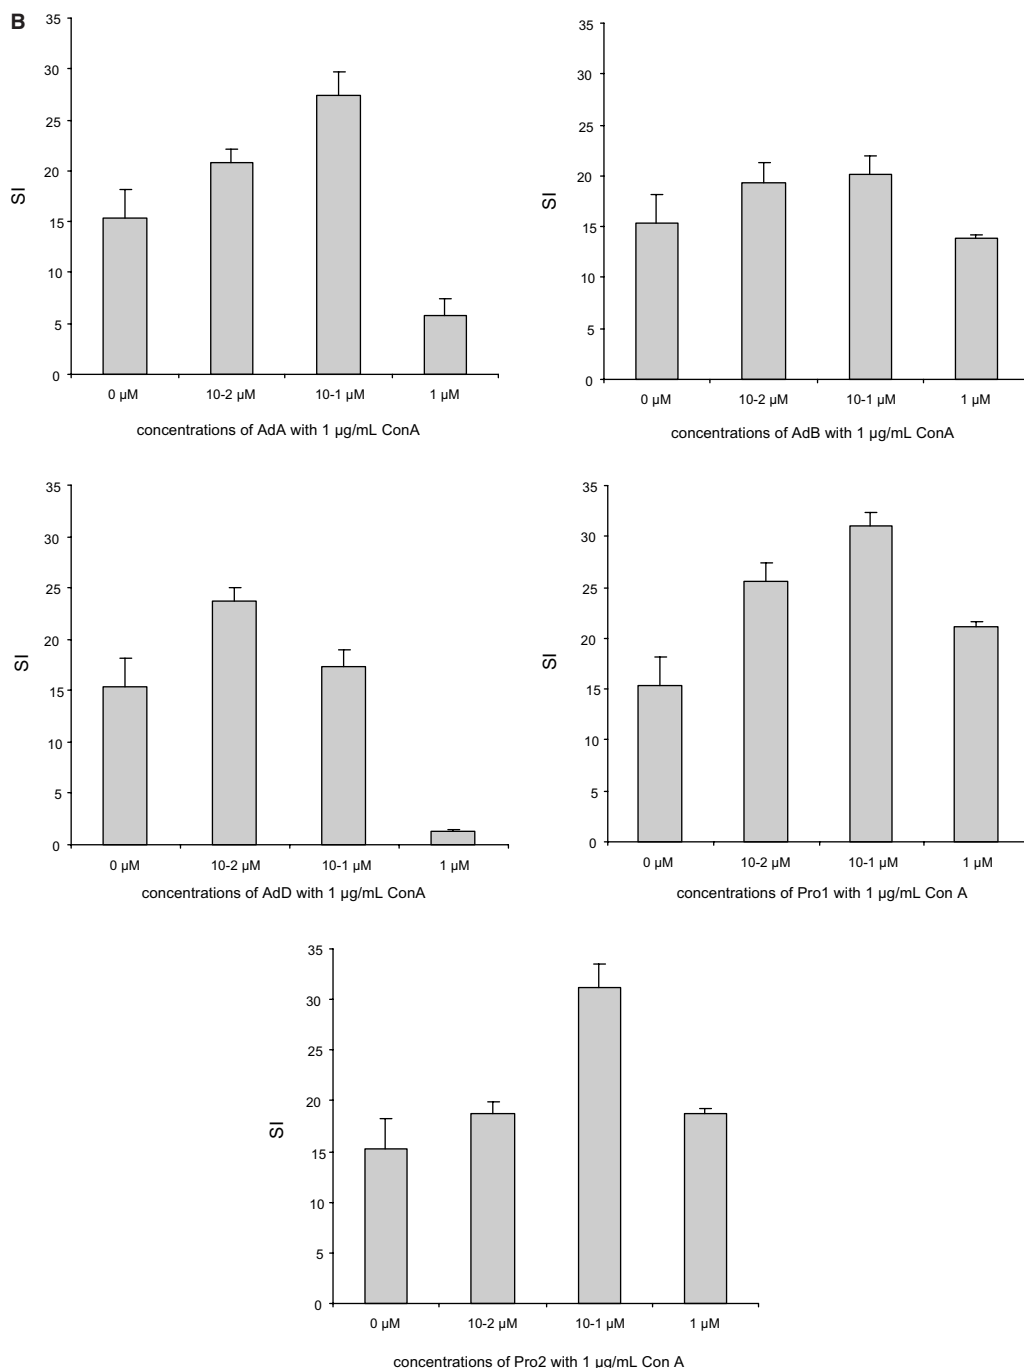 B
35
30
25
20
15
10
5
0
SI
0 µM 10-2 µM 10-1 µM 1 µM
concentrations of AdA with 1 µg/mL ConA
35
30
25
20
15
10
5
0
SI
0 µM 10-2 µM 10-1 µM 1 µM
concentrations of AdB with 1 µg/mL ConA
35
30
25
20
15
10
5
0
SI
0 µM 10-2 µM 10-1 µM 1 µM
concentrations of AdD with 1 µg/mL ConA
35
30
25
20
15
10
5
0
SI
0 µM 10-2 µM 10-1 µM 1 µM
concentrations of Pro1 with 1 µg/mL Con A
35
30
25
20
15
10
5
0
SI
0 µM 10-2 µM 10-1 µM 1 µM
concentrations of Pro2 with 1 µg/mL Con A